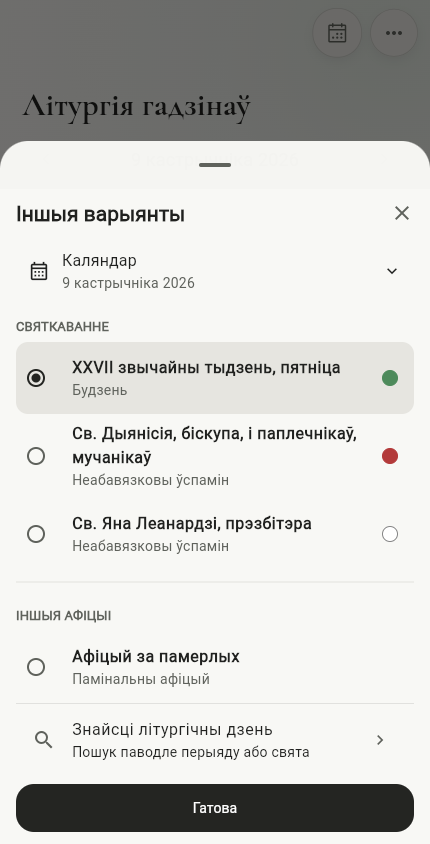 Літургія гадзінаў
Іншыя варыянты
Каляндар
9 кастрычніка 2026
СВЯТКАВАННЕ
XXVII звычайны тыдзень, пятніца
Будзень
Св. Дыянісія, біскупа, і паплечнікаў,
мучанікаў
Неабавязковы ўспамін
Св. Яна Леанардзі, прэзбітэра
Неабавязковы ўспамін
ІНШЫЯ АФІЦЫІ
Афіцый за памерлых
Памінальны афіцый
Знайсці літургічны дзень
Пошук паводле перыяду або свята
Гатова